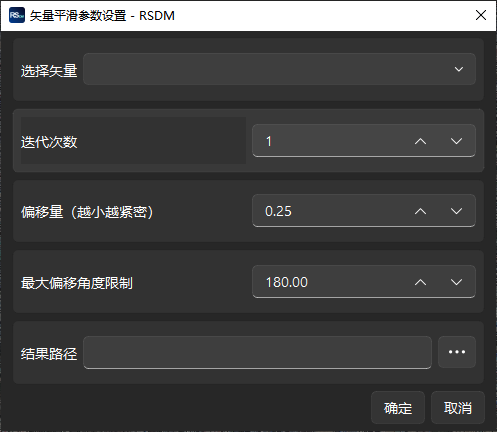 RS
矢量平滑参数设置 - RSDM
选择矢量
迭代次数
1
偏移量（越小越紧密）
0.25
最大偏移角度限制
180.00
结果路径
确定
取消